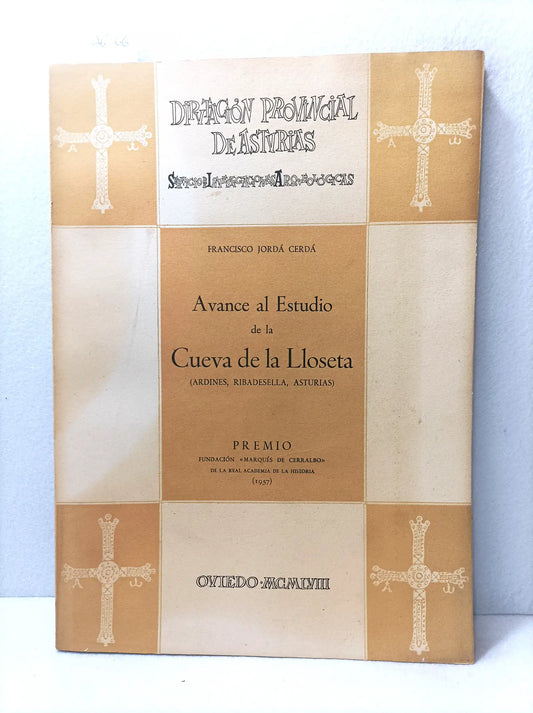 DIPUTACIÓN PROVINCIAL
DE ASTURIAS
SERVICIO DE INVESTIGACIONES ARQUEOLÓGICAS
FRANCISCO JORDÁ CERDÁ
Avance al Estudio
de la
Cueva de la Lloseta
(ARDINES, RIBADESELLA, ASTURIAS)
PREMIO
FUNDACIÓN «MARQUÉS DE CERRALBO»
DE LA REAL ACADEMIA DE LA HISTORIA
(1957)
OVIEDO·MCMLVIII